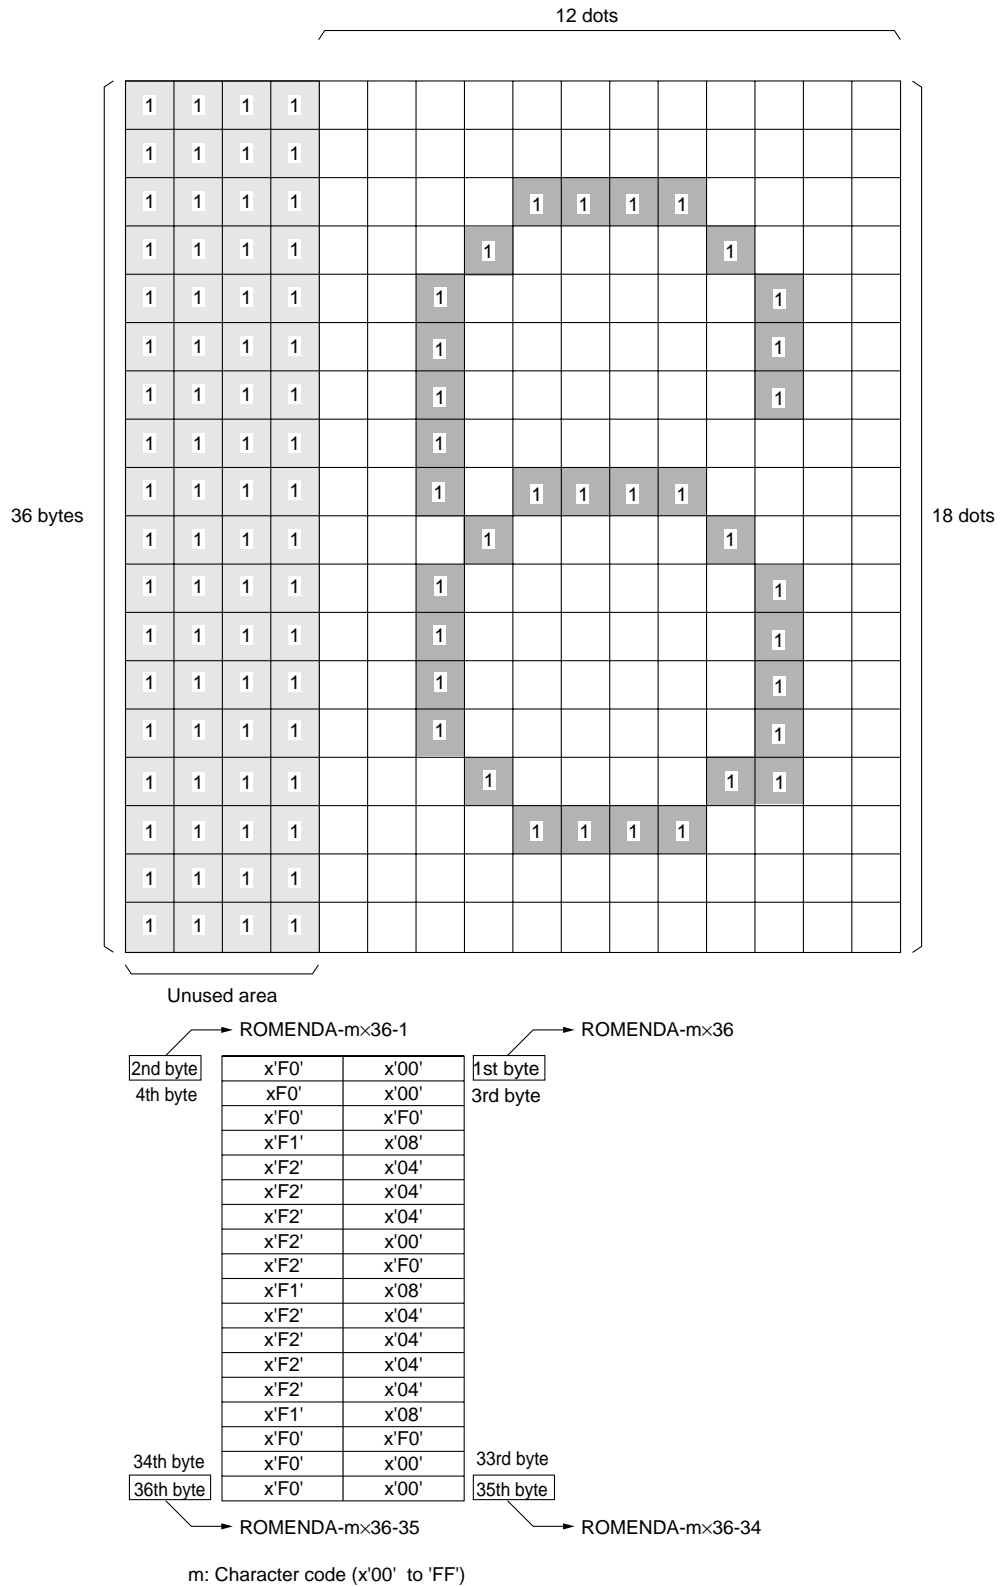 12 dots
1 1 1 1
1 1 1 1
1 1 1 1 1 1 1 1
1 1 1 1 1 1
1 1 1 1 1 1
1 1 1 1 1 1
1 1 1 1 1 1
1 1 1 1 1
1 1 1 1 1 1 1 1 1
36 bytes
18 dots
1 1 1 1 1 1
1 1 1 1 1 1
1 1 1 1 1 1
1 1 1 1 1 1
1 1 1 1 1 1
1 1 1 1 1 1 1
1 1 1 1 1 1 1 1
1 1 1 1
1 1 1 1
Unused area
ROMENDA-m×36-1 ROMENDA-m×36
2nd byte x'F0' x'00' 1st byte
4th byte xF0' x'00' 3rd byte
x'F0' x'F0'
x'F1' x'08'
x'F2' x'04'
x'F2' x'04'
x'F2' x'04'
x'F2' x'00'
x'F2' x'F0'
x'F1' x'08'
x'F2' x'04'
x'F2' x'04'
x'F2' x'04'
x'F2' x'04'
x'F1' x'08'
x'F0' x'F0'
34th byte x'F0' x'00' 33rd byte
36th byte x'F0' x'00' 35th byte
ROMENDA-m×36-35 ROMENDA-m×36-34
m: Character code (x'00' to 'FF')